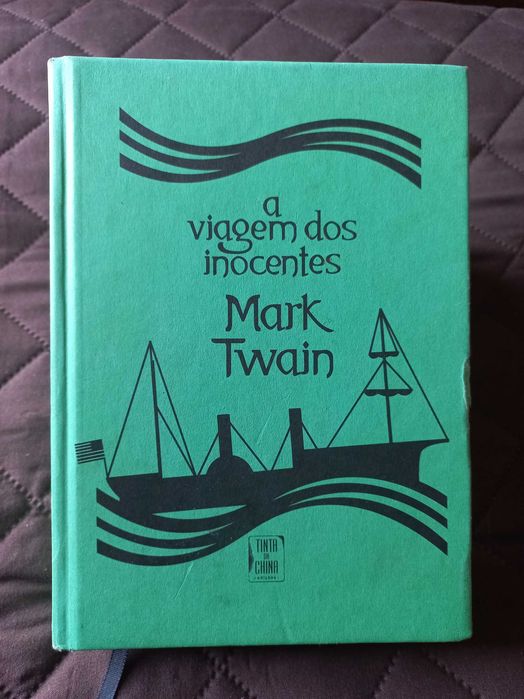 a
viagem dos
inocentes
Mark
Twain
TINTA
DA
CHINA